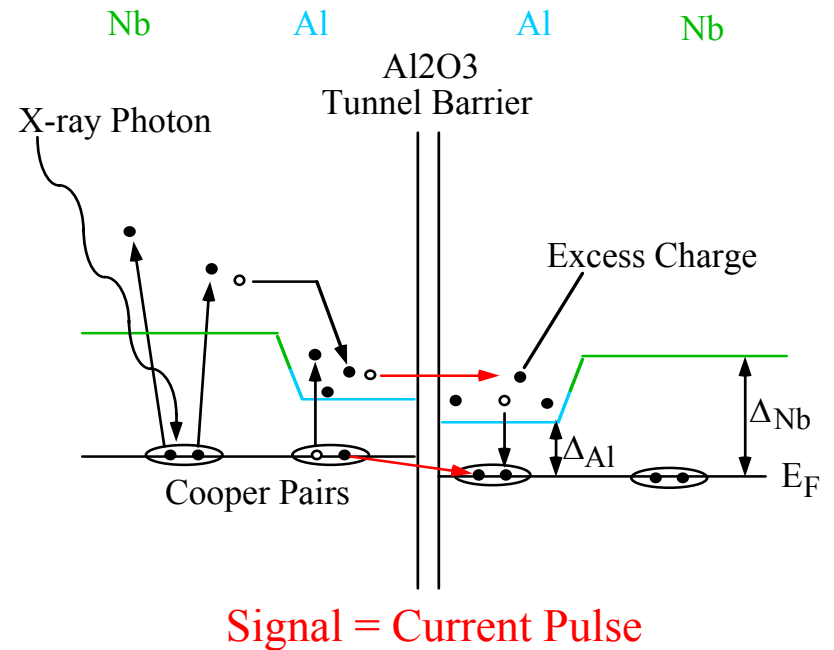 Nb Al Al Nb
Al2O3
Tunnel Barrier
X-ray Photon
Excess Charge
ΔNb
ΔAl
EF
Cooper Pairs
Signal = Current Pulse